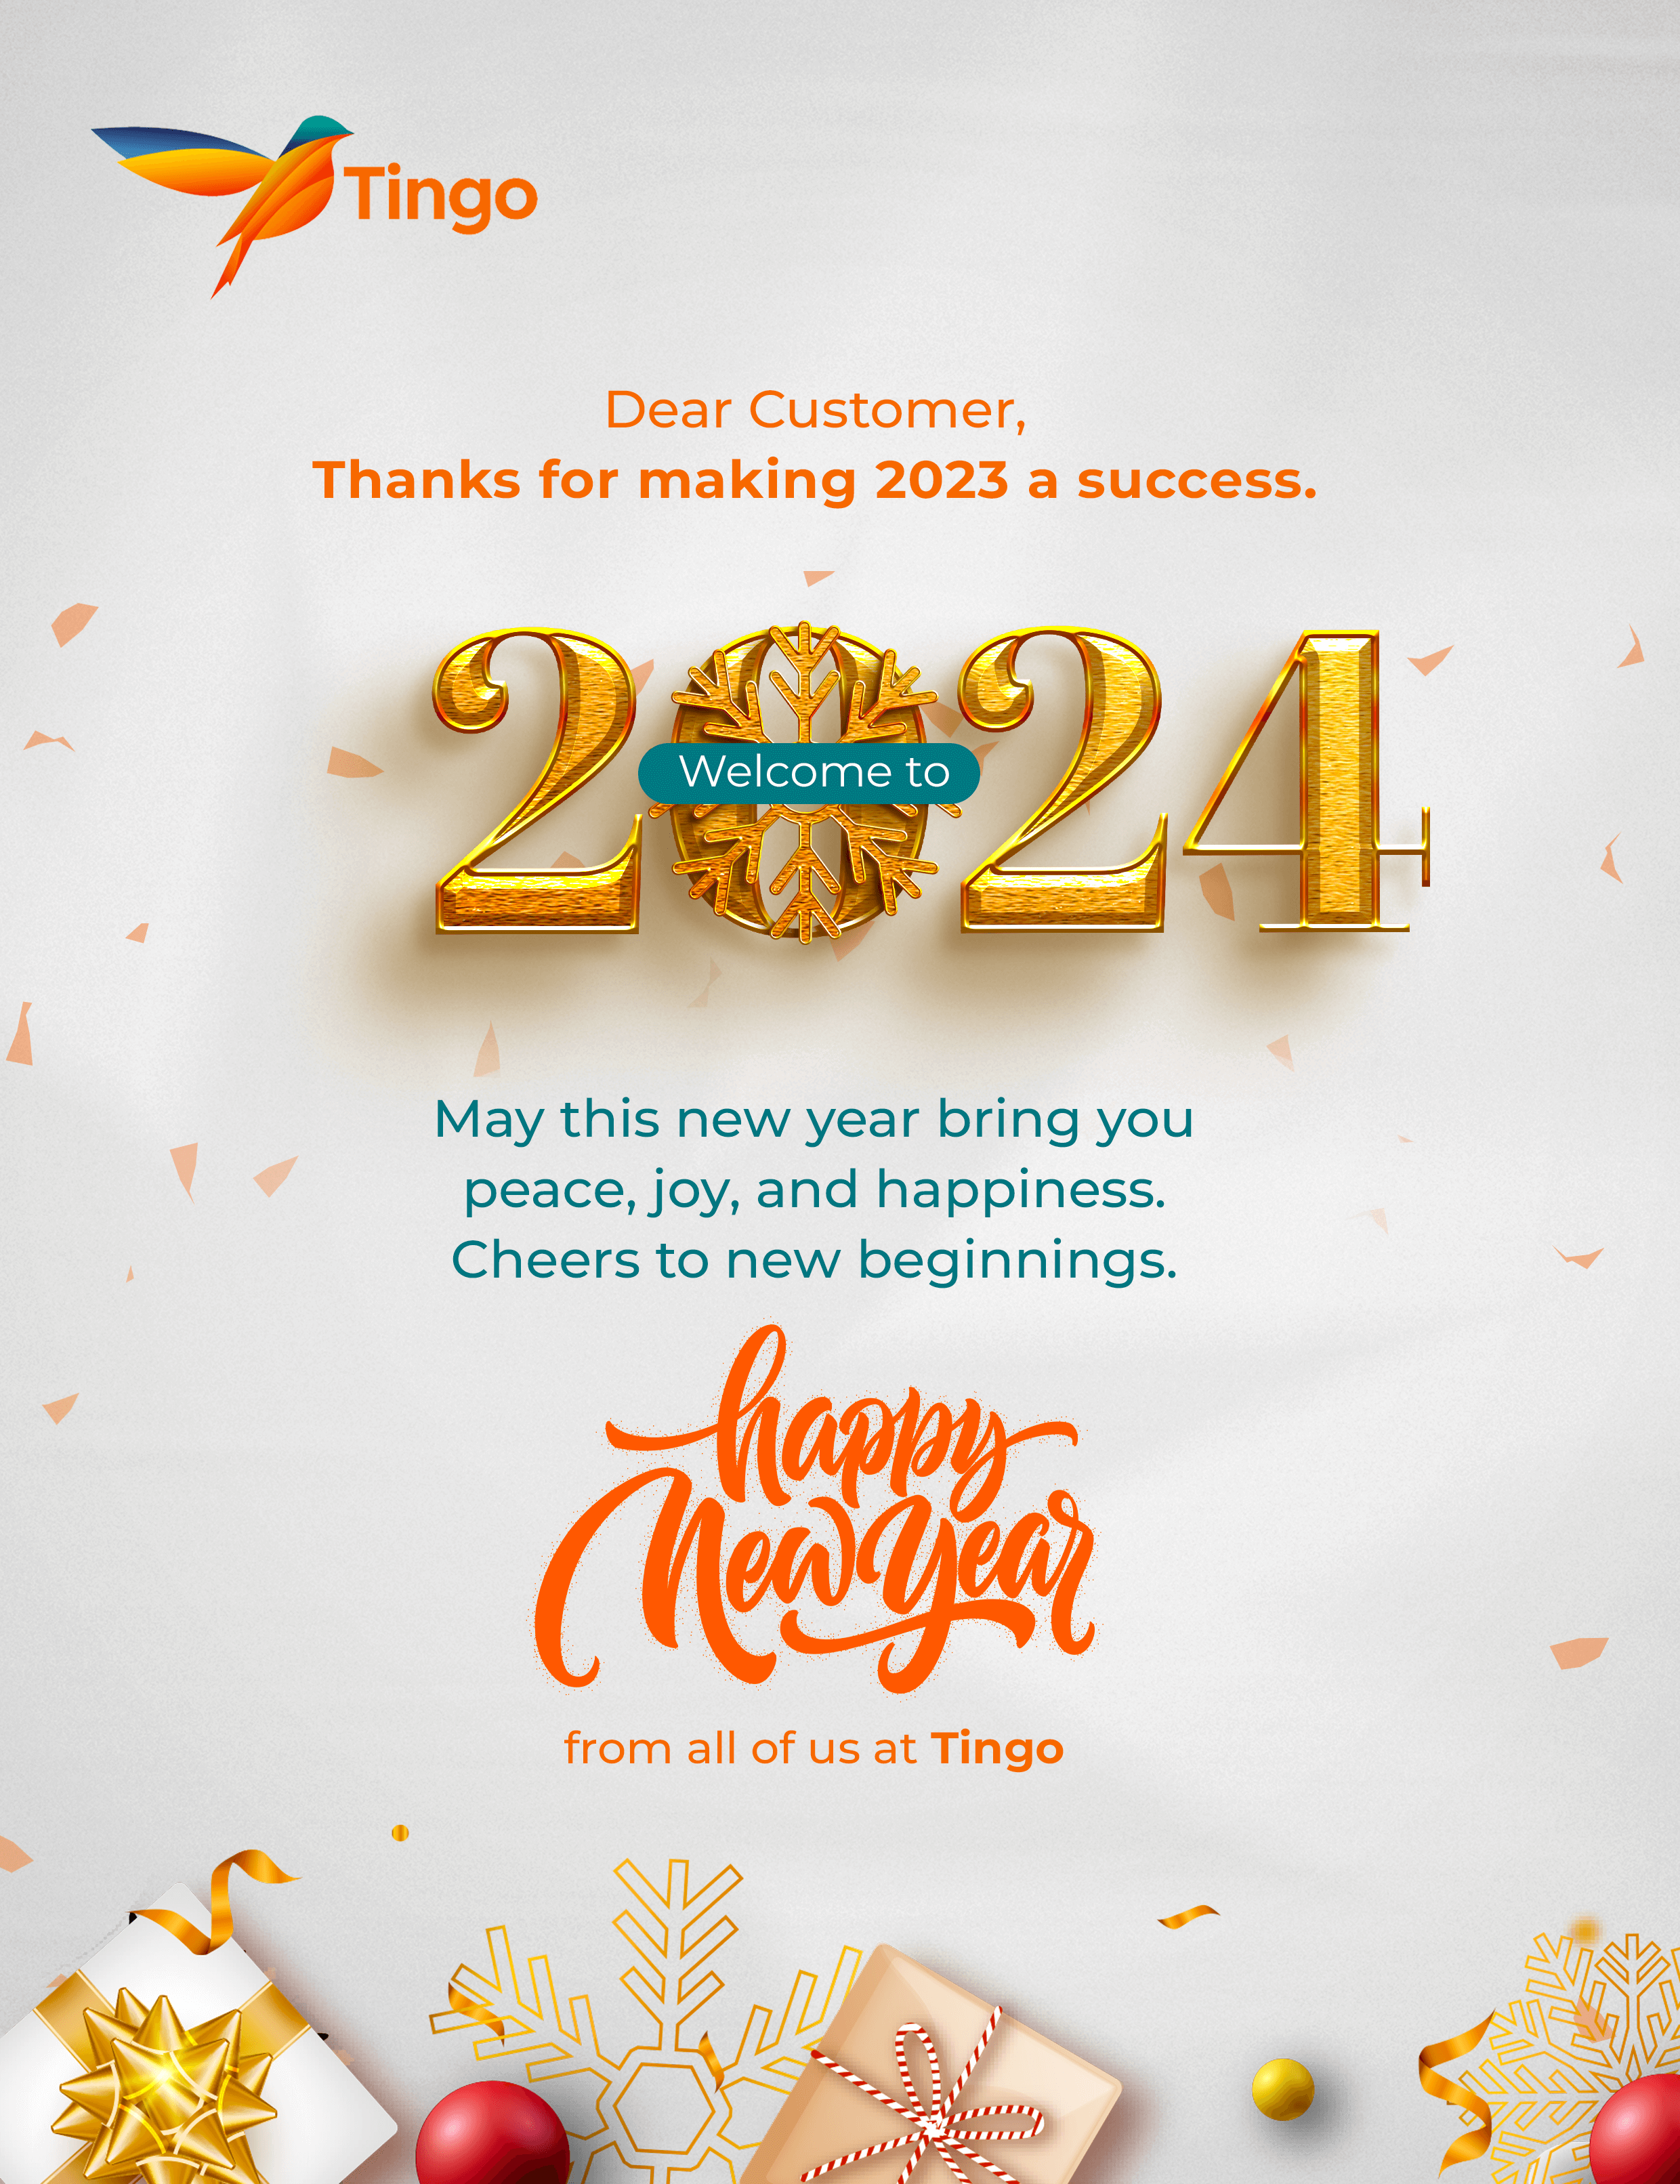 Tingo
Dear Customer,
Thanks for making 2023 a success.
Welcome to
2024
May this new year bring you
peace, joy, and happiness.
Cheers to new beginnings.
happy
New Year
from all of us at Tingo